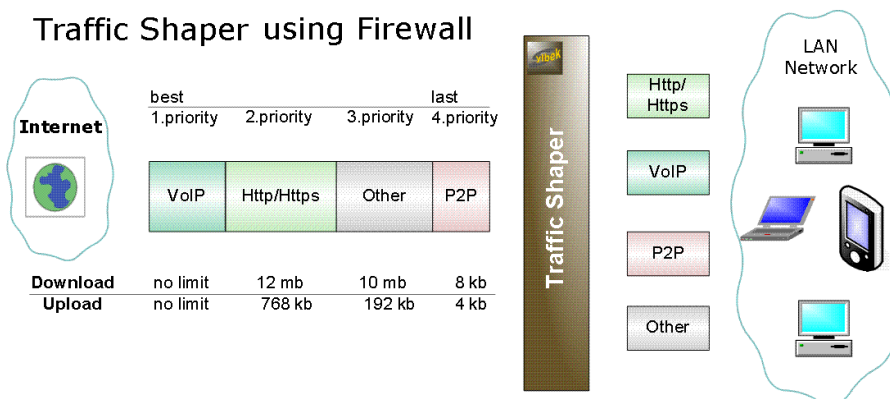 Traffic Shaper using Firewall
Internet
best last
1.priority 2.priority 3.priority 4.priority
VoIP Http/Https Other P2P
Download no limit 12 mb 10 mb 8 kb
Upload no limit 768 kb 192 kb 4 kb
vibek
Traffic Shaper
Http/
Https
VoIP
P2P
Other
LAN
Network